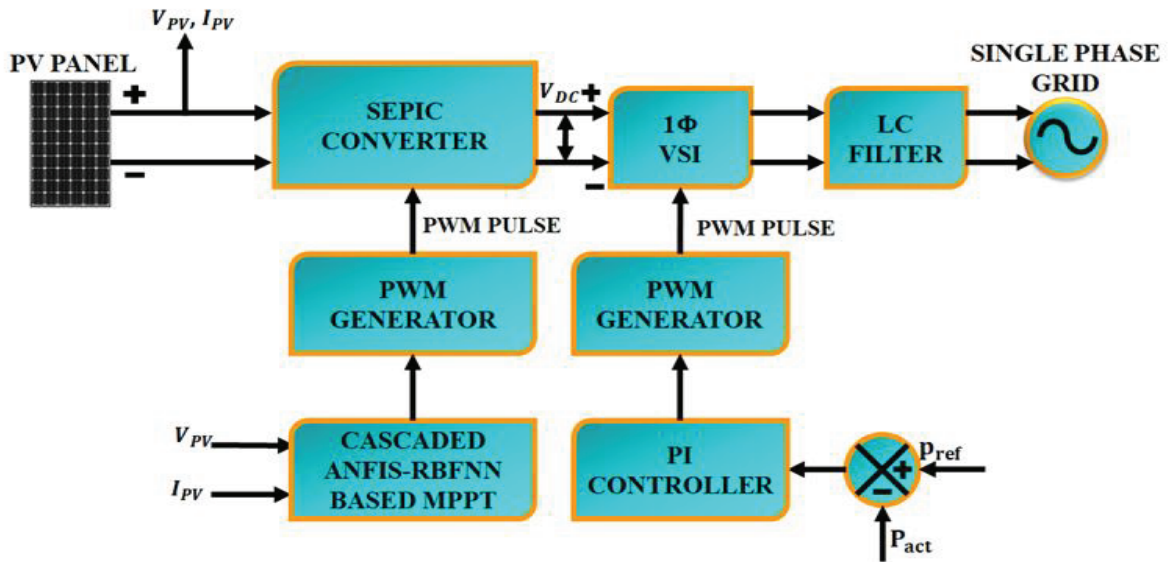 V_PV, I_PV
PV PANEL
+
−
SEPIC
CONVERTER
V_DC +
−
1Φ
VSI
LC
FILTER
SINGLE PHASE
GRID
PWM PULSE
PWM PULSE
PWM
GENERATOR
PWM
GENERATOR
V_PV
I_PV
CASCADED
ANFIS-RBFNN
BASED MPPT
PI
CONTROLLER
+
−
p_ref
P_act